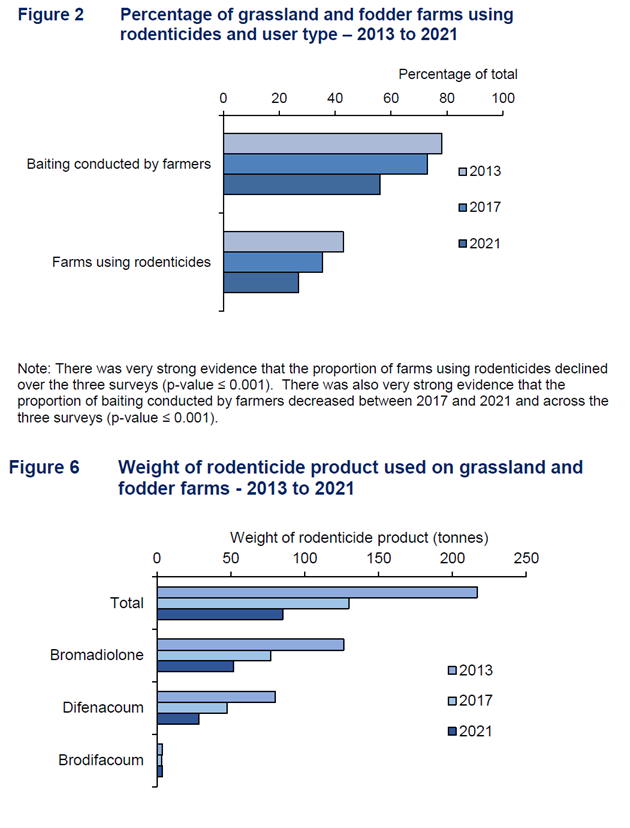 Figure 2 Percentage of grassland and fodder farms using
rodenticides and user type – 2013 to 2021
Percentage of total
0 20 40 60 80 100
Baiting conducted by farmers
Farms using rodenticides
2013
2017
2021
Note: There was very strong evidence that the proportion of farms using rodenticides declined
over the three surveys (p-value ≤ 0.001). There was also very strong evidence that the
proportion of baiting conducted by farmers decreased between 2017 and 2021 and across the
three surveys (p-value ≤ 0.001).
Figure 6 Weight of rodenticide product used on grassland and
fodder farms - 2013 to 2021
Weight of rodenticide product (tonnes)
0 50 100 150 200 250
Total
Bromadiolone
Difenacoum
Brodifacoum
2013
2017
2021